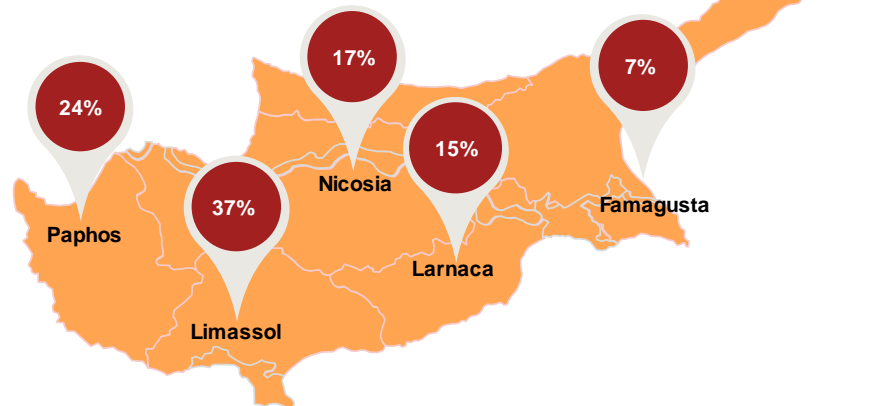 17%
7%
24%
15%
Nicosia
Famagusta
37%
Paphos
Larnaca
Limassol